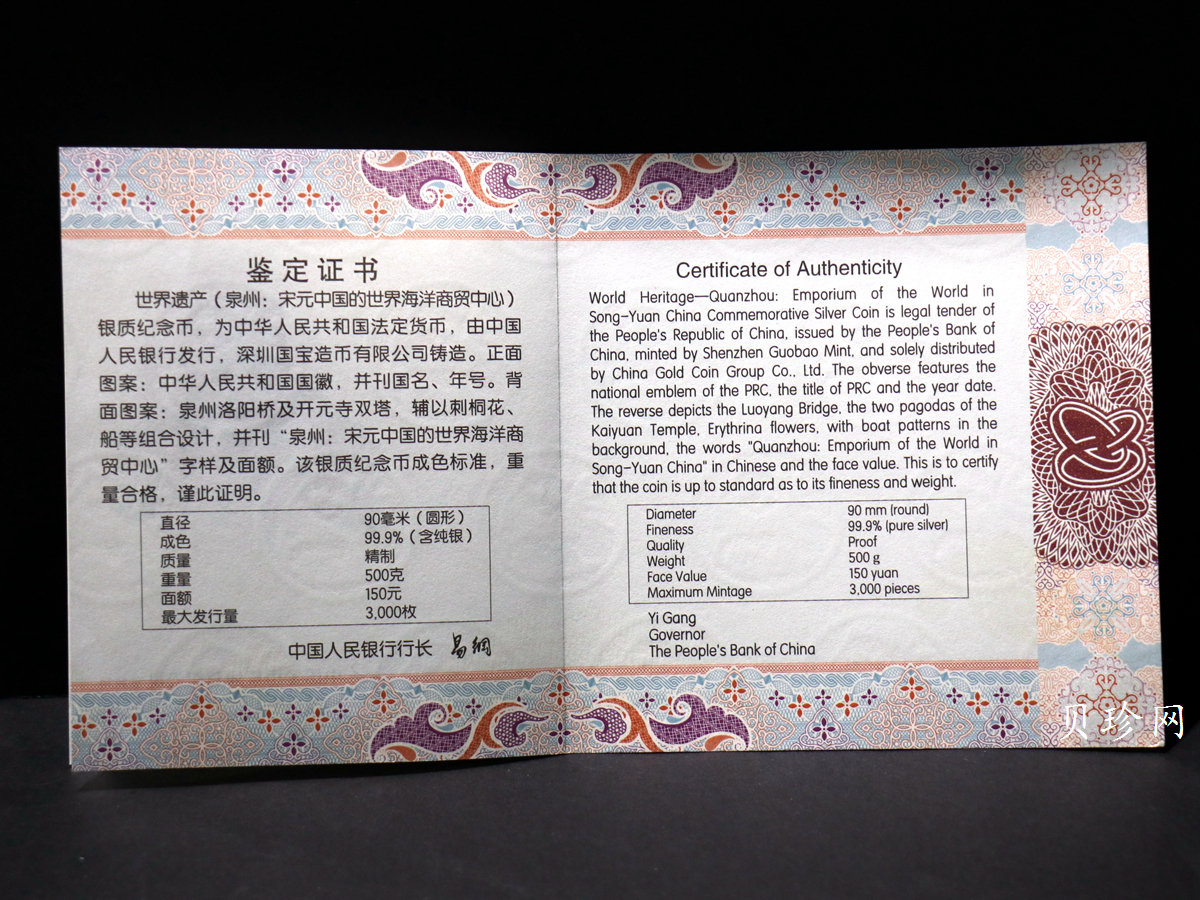 鉴定证书
世界遗产（泉州：宋元中国的世界海洋商贸中心）
银质纪念币，为中华人民共和国法定货币，由中国
人民银行发行，深圳国宝造币有限公司铸造。正面
图案：中华人民共和国国徽，并刊国名、年号。背
面图案：泉州洛阳桥及开元寺双塔，辅以刺桐花、
船等组合设计，并刊“泉州：宋元中国的世界海洋商
贸中心”字样及面额。该银质纪念币成色标准，重
量合格，谨此证明。
直径 90毫米（圆形）
成色 99.9%（含纯银）
质量 精制
重量 500克
面额 150元
最大发行量 3,000枚
中国人民银行行长 易纲
Certificate of Authenticity
World Heritage—Quanzhou: Emporium of the World in
Song-Yuan China Commemorative Silver Coin is legal tender of
the People's Republic of China, issued by the People's Bank of
China, minted by Shenzhen Guobao Mint, and solely distributed
by China Gold Coin Group Co., Ltd. The obverse features the
national emblem of the PRC, the title of PRC and the year date.
The reverse depicts the Luoyang Bridge, the two pagodas of the
Kaiyuan Temple, Erythrina flowers, with boat patterns in the
background, the words "Quanzhou: Emporium of the World in
Song-Yuan China" in Chinese and the face value. This is to certify
that the coin is up to standard as to its fineness and weight.
Diameter 90 mm (round)
Fineness 99.9% (pure silver)
Quality Proof
Weight 500 g
Face Value 150 yuan
Maximum Mintage 3,000 pieces
Yi Gang
Governor
The People's Bank of China
贝珍网